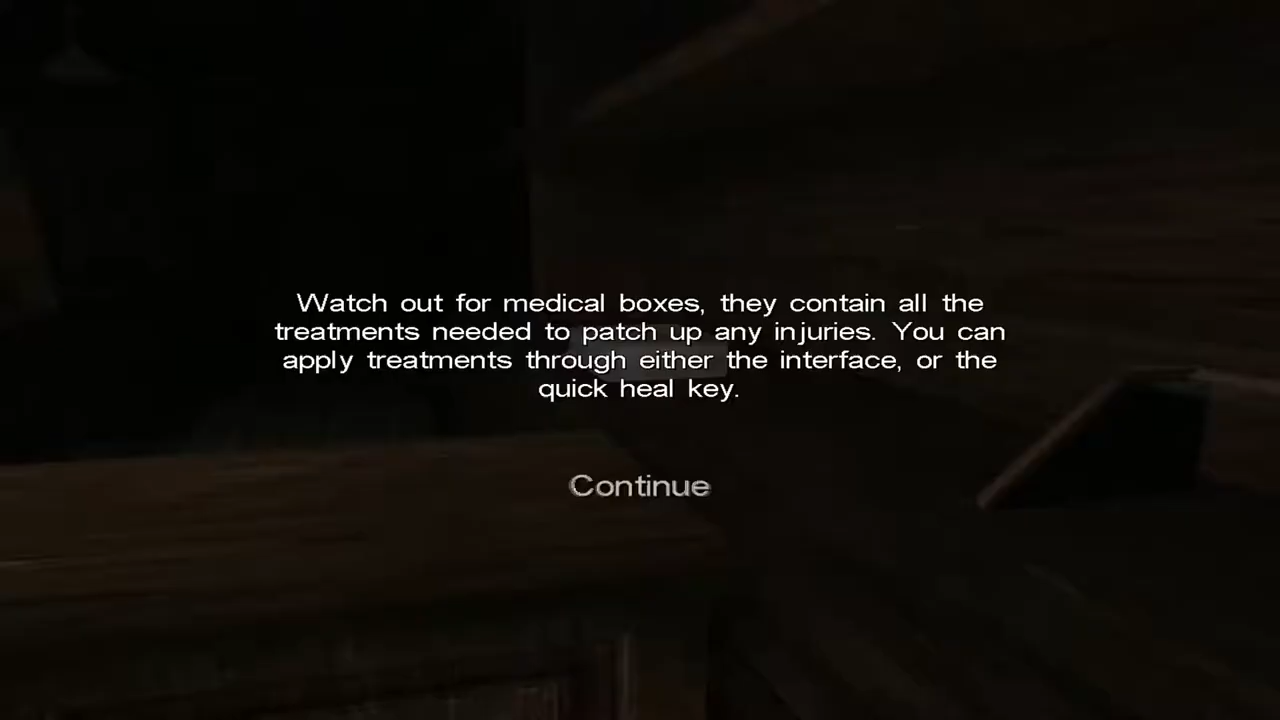 Watch out for medical boxes, they contain all the
treatments needed to patch up any injuries. You can
apply treatments through either the interface, or the
quick heal key.
Continue